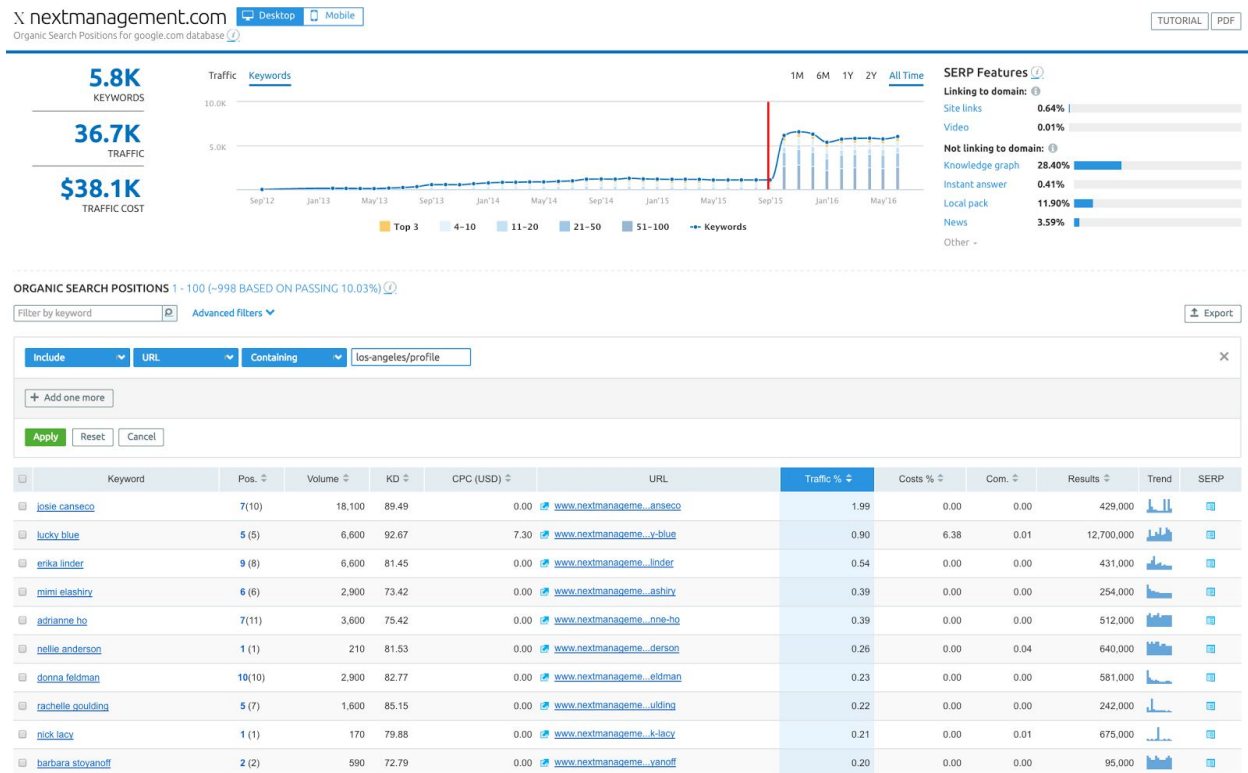 X nextmanagement.com Desktop Mobile TUTORIAL PDF
Organic Search Positions for google.com database i
5.8K
KEYWORDS
36.7K
TRAFFIC
$38.1K
TRAFFIC COST
Traffic Keywords 1M 6M 1Y 2Y All Time
10.0K
5.0K
Sep'12 Jan'13 May'13 Sep'13 Jan'14 May'14 Sep'14 Jan'15 May'15 Sep'15 Jan'16 May'16
Top 3 4-10 11-20 21-50 51-100 Keywords
SERP Features i
Linking to domain: i
Site links 0.64%
Video 0.01%
Not linking to domain: i
Knowledge graph 28.40%
Instant answer 0.41%
Local pack 11.90%
News 3.59%
Other -
ORGANIC SEARCH POSITIONS 1 - 100 (~998 BASED ON PASSING 10.03%) i
Filter by keyword Advanced filters Export
Include URL Containing los-angeles/profile
+ Add one more
Apply Reset Cancel
Keyword Pos. Volume KD CPC (USD) URL Traffic % Costs % Com. Results Trend SERP
josie canseco 7(10) 18,100 89.49 0.00 www.nextmanageme...anseco 1.99 0.00 0.00 429,000
lucky blue 5 (5) 6,600 92.67 7.30 www.nextmanageme...y-blue 0.90 6.38 0.01 12,700,000
erika linder 9 (8) 6,600 81.45 0.00 www.nextmanageme...linder 0.54 0.00 0.00 431,000
mimi elashiry 6 (6) 2,900 73.42 0.00 www.nextmanageme...ashiry 0.39 0.00 0.00 254,000
adrianne ho 7(11) 3,600 75.42 0.00 www.nextmanageme...nne-ho 0.39 0.00 0.00 512,000
nellie anderson 1 (1) 210 81.53 0.00 www.nextmanageme...derson 0.26 0.00 0.04 640,000
donna feldman 10(10) 2,900 82.77 0.00 www.nextmanageme...eldman 0.23 0.00 0.00 581,000
rachelle goulding 5 (7) 1,600 85.15 0.00 www.nextmanageme...ulding 0.22 0.00 0.00 242,000
nick lacy 1 (1) 170 79.88 0.00 www.nextmanageme...k-lacy 0.21 0.00 0.01 675,000
barbara stoyanoff 2 (2) 590 72.79 0.00 www.nextmanageme...yanoff 0.20 0.00 0.00 95,000